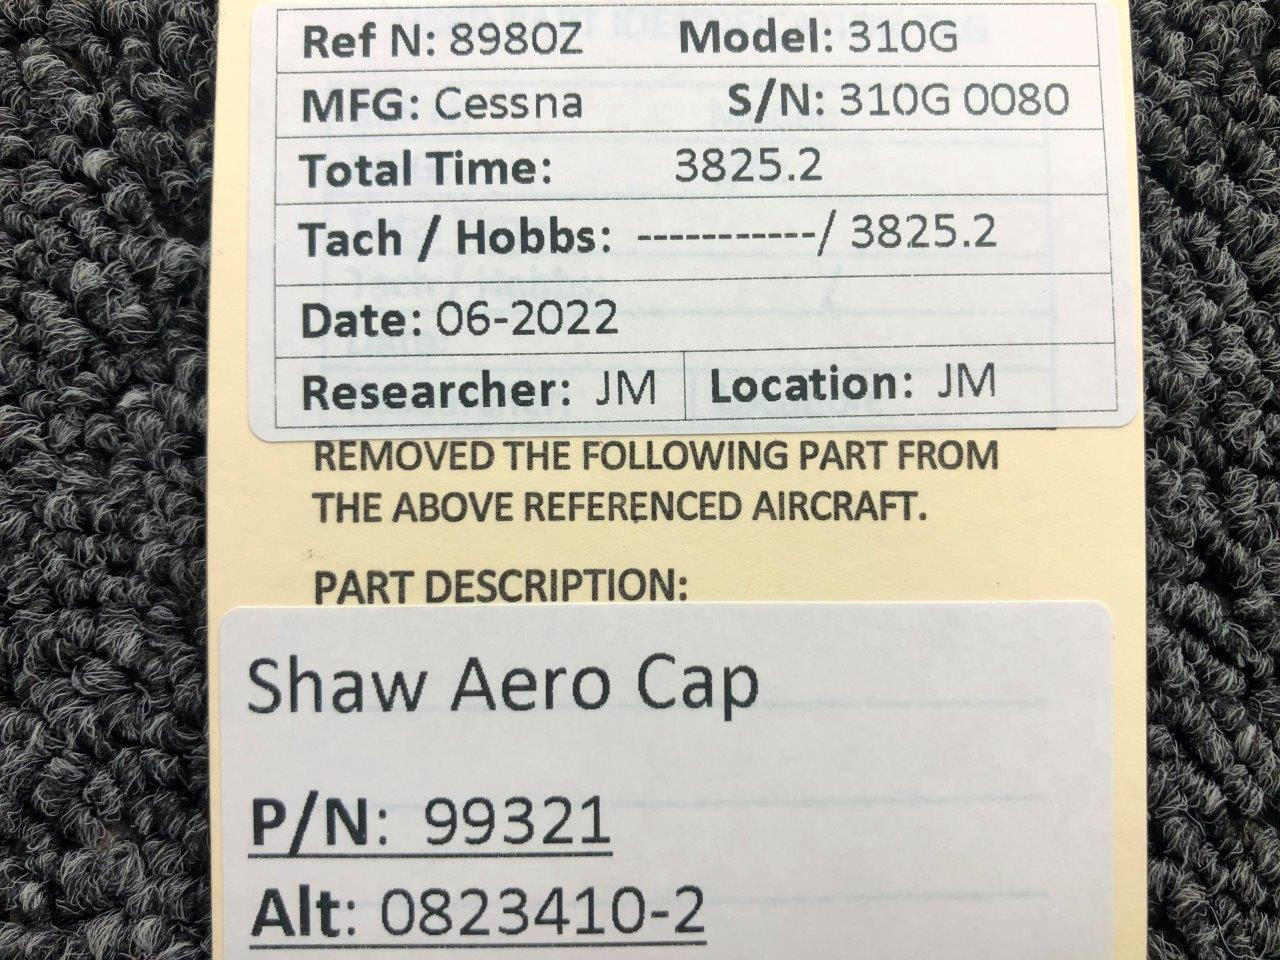 Ref N: 8980Z Model: 310G
MFG: Cessna S/N: 310G 0080
Total Time: 3825.2
Tach / Hobbs: -----------/ 3825.2
Date: 06-2022
Researcher: JM Location: JM
REMOVED THE FOLLOWING PART FROM
THE ABOVE REFERENCED AIRCRAFT.
PART DESCRIPTION:
Shaw Aero Cap
P/N: 99321
Alt: 0823410-2